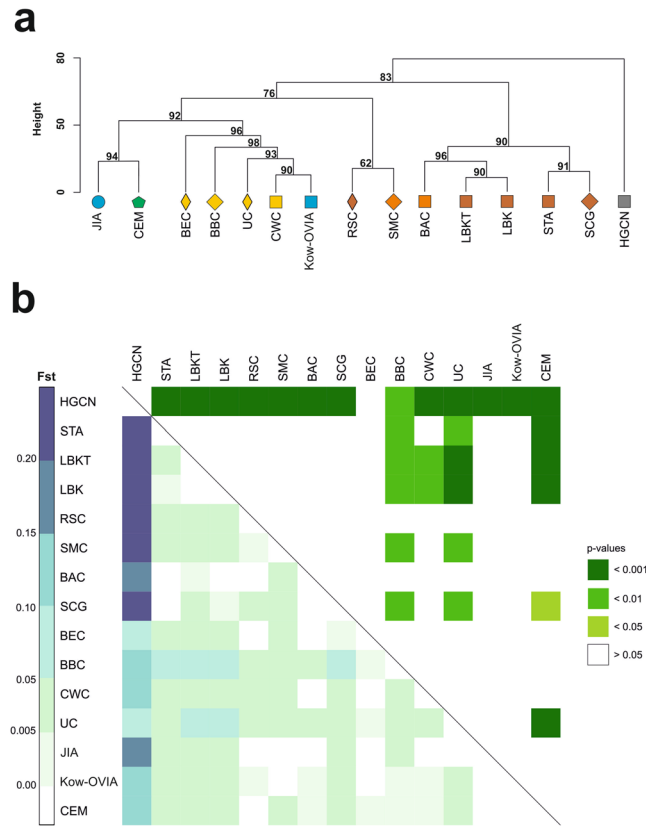 a
Height
80
50
0
83
76
92
96
98
94
93
90
62
90
96
90
91
JIA
CEM
BEC
BBC
UC
CWC
Kow-OVIA
RSC
SMC
BAC
LBKT
LBK
STA
SCG
HGCN
b
Fst
HGCN
STA
LBKT
LBK
RSC
SMC
BAC
SCG
BEC
BBC
CWC
UC
JIA
Kow-OVIA
CEM
0.20
0.15
0.10
0.05
0.005
0.00
HGCN
STA
LBKT
LBK
RSC
SMC
BAC
SCG
BEC
BBC
CWC
UC
JIA
Kow-OVIA
CEM
p-values
< 0.001
< 0.01
< 0.05
> 0.05